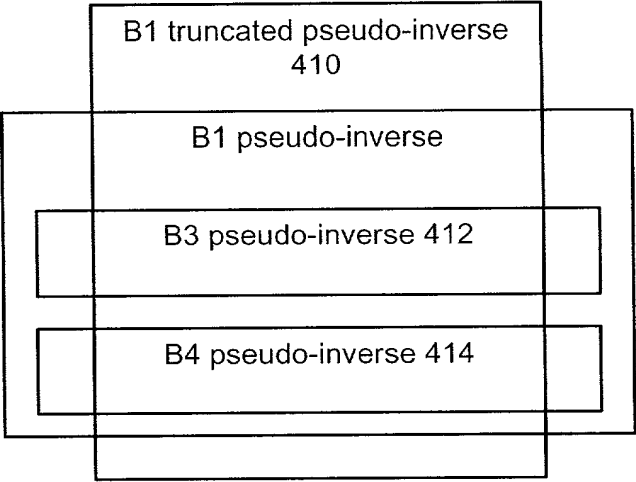 B1 truncated pseudo-inverse
410
B1 pseudo-inverse
B3 pseudo-inverse 412
B4 pseudo-inverse 414